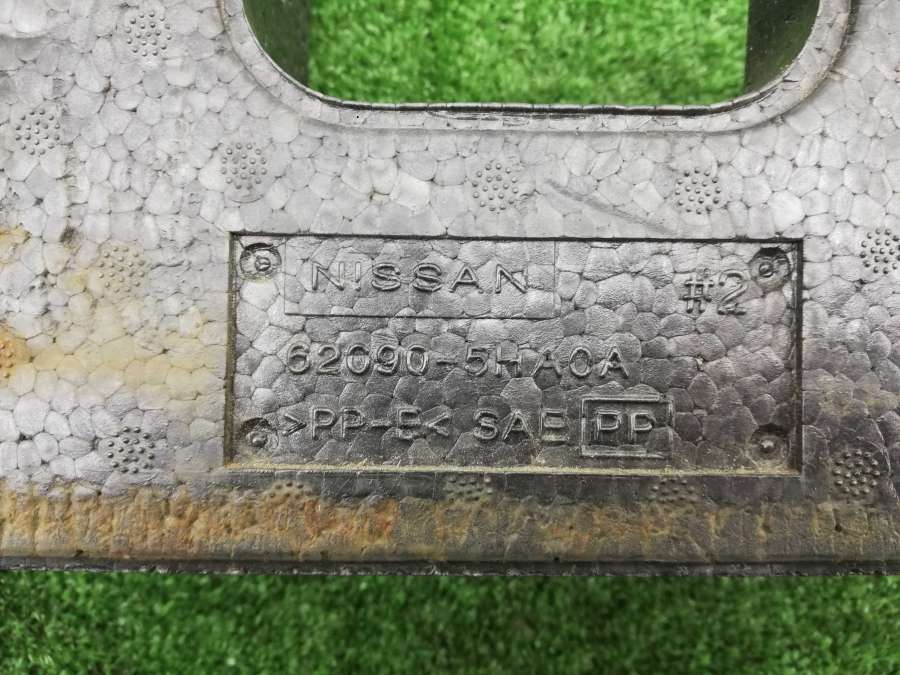 NISSAN #2
62090-5HA0A
>PP-E< SAE PP